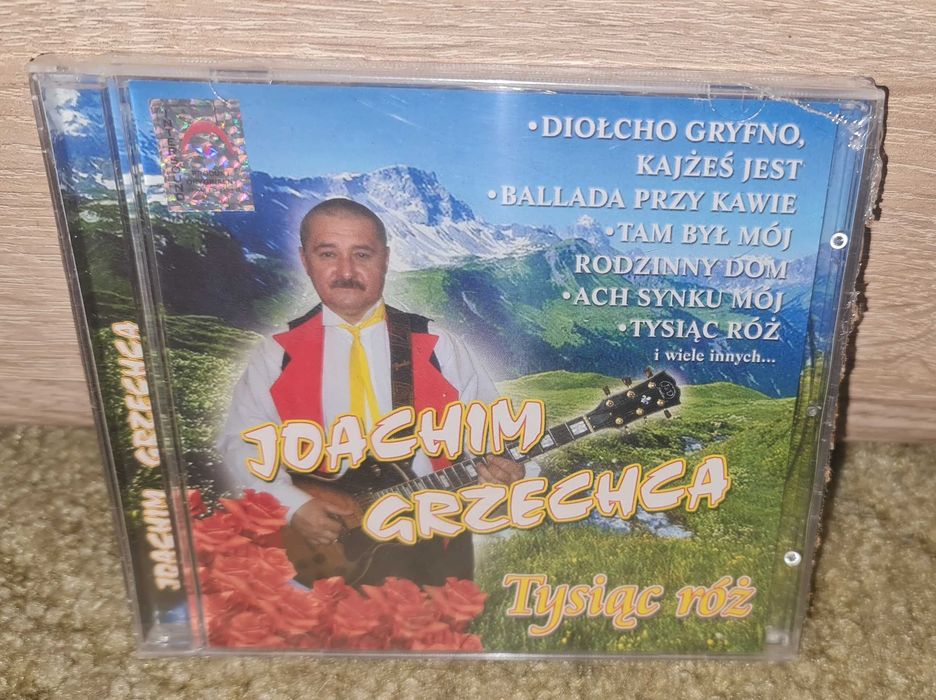 •DIOŁCHO GRYFNO,
KAJŻEŚ JEST
•BALLADA PRZY KAWIE
•TAM BYŁ MÓJ
RODZINNY DOM
•ACH SYNKU MÓJ
•TYSIĄC RÓŻ
i wiele innych...
JOACHIM
GRZECHCA
Tysiąc róż
JOACHIM GRZECHCA